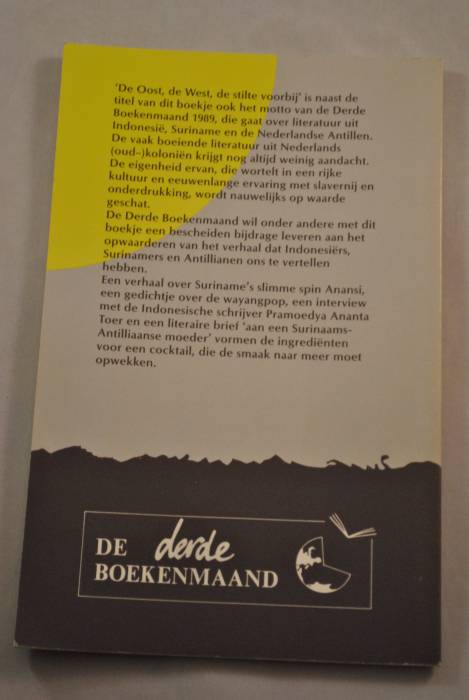 'De Oost, de West, de stilte voorbij' is naast de
titel van dit boekje ook het motto van de Derde
Boekenmaand 1989, die gaat over literatuur uit
Indonesië, Suriname en de Nederlandse Antillen.
De vaak boeiende literatuur uit Nederlands
(oud-)koloniën krijgt nog altijd weinig aandacht.
De eigenheid ervan, die wortelt in een rijke
kultuur en eeuwenlange ervaring met slavernij en
onderdrukking, wordt nauwelijks op waarde
geschat.
De Derde Boekenmaand wil onder andere met dit
boekje een bescheiden bijdrage leveren aan het
opwaarderen van het verhaal dat Indonesiërs,
Surinamers en Antillianen ons te vertellen
hebben.
Een verhaal over Suriname's slimme spin Anansi,
een gedichtje over de wayangpop, een interview
met de Indonesische schrijver Pramoedya Ananta
Toer en een literaire brief 'aan een Surinaams-
Antilliaanse moeder' vormen de ingrediënten
voor een cocktail, die de smaak naar meer moet
opwekken.
DE derde
BOEKENMAAND